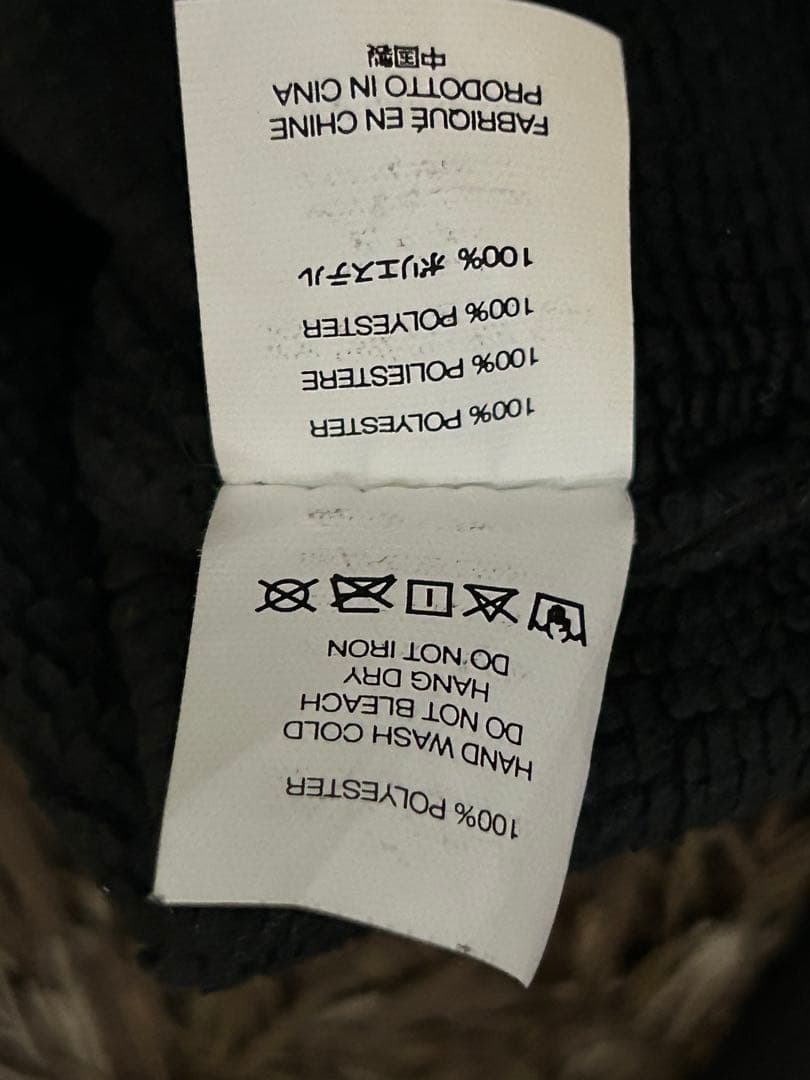 100% POLYESTER
HAND WASH COLD
DO NOT BLEACH
HANG DRY
DO NOT IRON
100% POLYESTER
100% POLIESTERE
100% POLYESTER
100% ポリエステル
FABRIQUÉ EN CHINE
PRODOTTO IN CINA
中国製